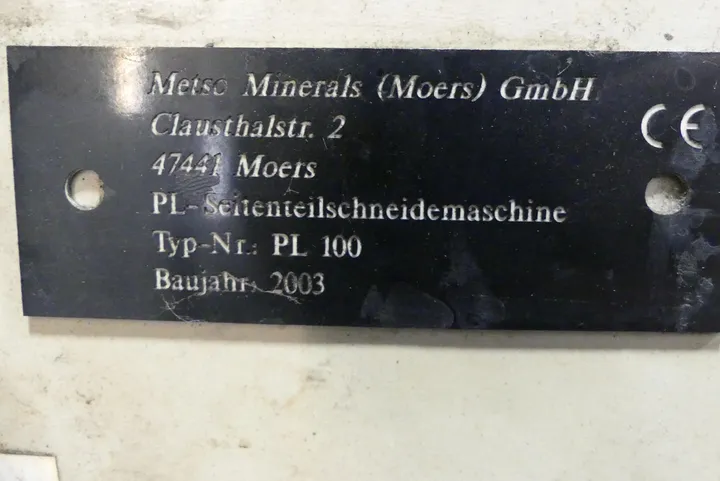 Metso Minerals (Moers) GmbH
Clausthalstr. 2
CE
47441 Moers
PL-Seitenteilschneidemaschine
Typ-Nr.: PL 100
Baujahr: 2003